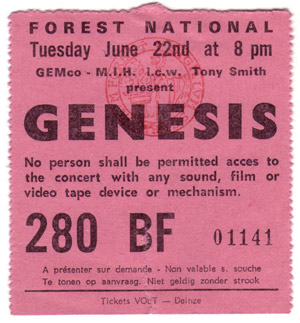 FOREST NATIONAL
Tuesday June 22nd at 8 pm
GEMco - M.I.H. i.c.w. Tony Smith
present
GENESIS
No person shall be permitted acces to
the concert with any sound, film or
video tape device or mechanism.
280 BF 01141
A présenter sur demande - Non valable s. souche
Te tonen op aanvraag. Niet geldig zonder strook
Tickets VOET — Deinze